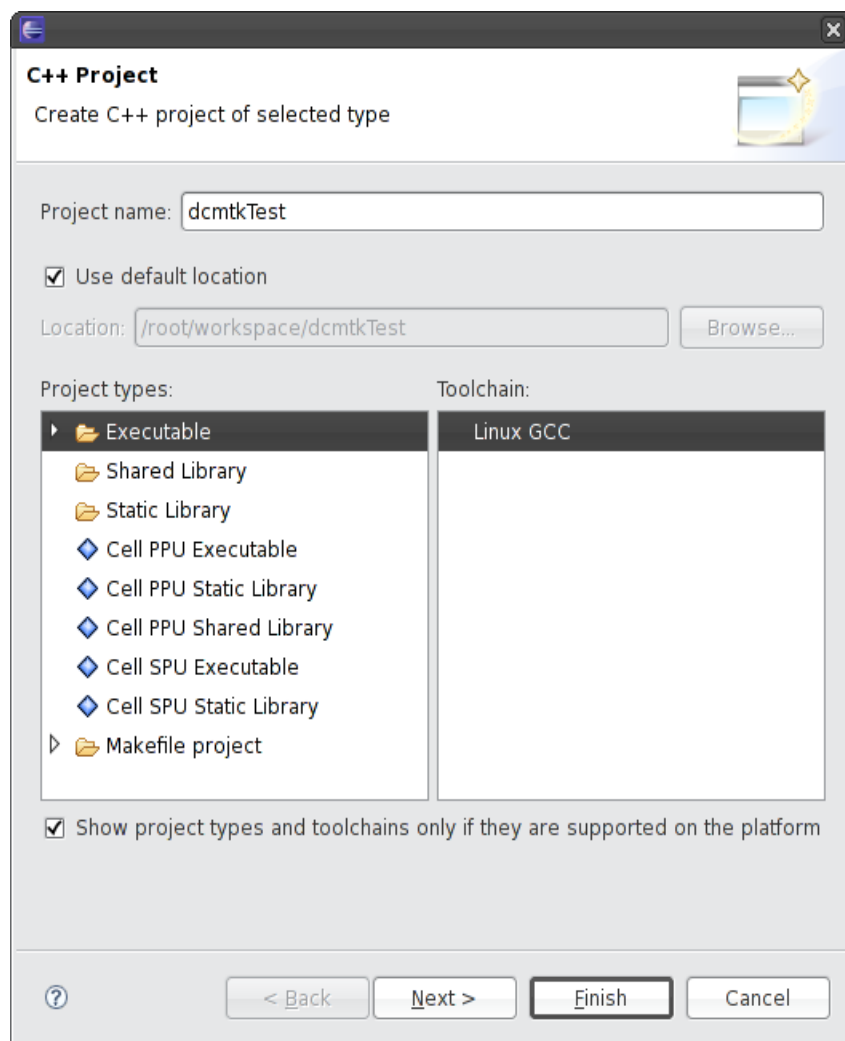 C++ Project
Create C++ project of selected type
Project name: dcmtkTest
Use default location
Location: /root/workspace/dcmtkTest Browse...
Project types: Toolchain:
Executable Linux GCC
Shared Library
Static Library
Cell PPU Executable
Cell PPU Static Library
Cell PPU Shared Library
Cell SPU Executable
Cell SPU Static Library
Makefile project
Show project types and toolchains only if they are supported on the platform
? < Back Next > Finish Cancel